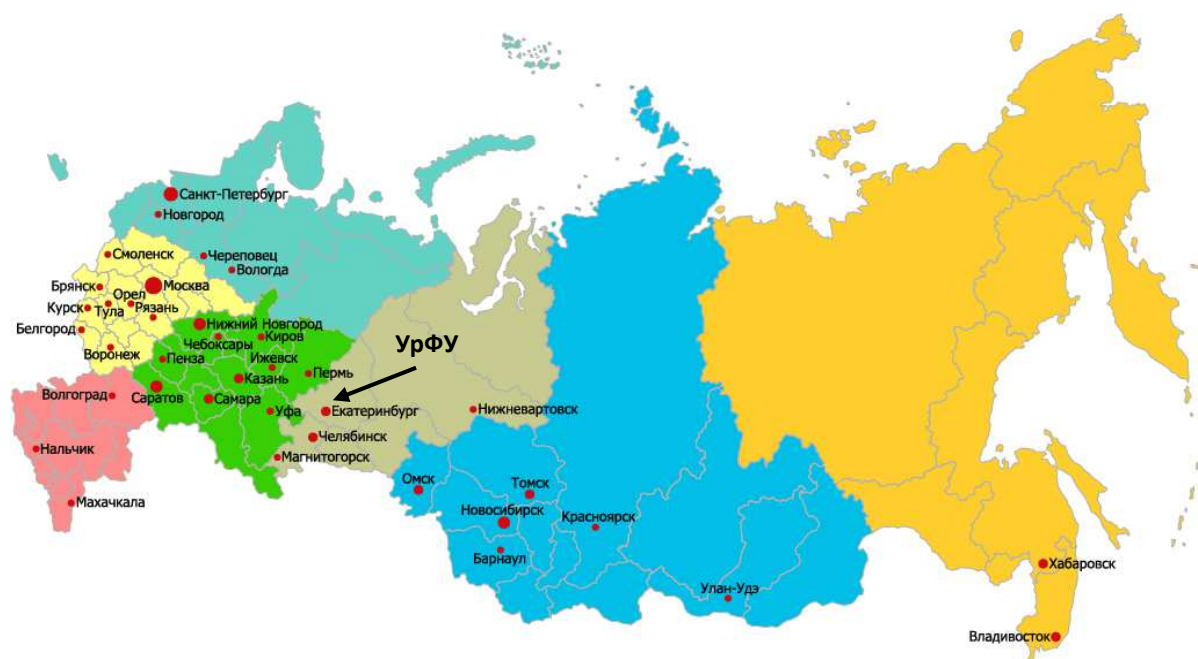 Санкт-Петербург
Новгород
Смоленск
Череповец
Вологда
Брянск
Москва
Орел
Курск
Тула
Рязань
Белгород
Нижний Новгород
Чебоксары
Киров
УрФУ
Воронеж
Пенза
Ижевск
Пермь
Казань
Волгоград
Саратов
Самара
Уфа
Екатеринбург
Нижневартовск
Челябинск
Нальчик
Магнитогорск
Омск
Томск
Махачкала
Новосибирск
Красноярск
Барнаул
Хабаровск
Улан-Удэ
Владивосток